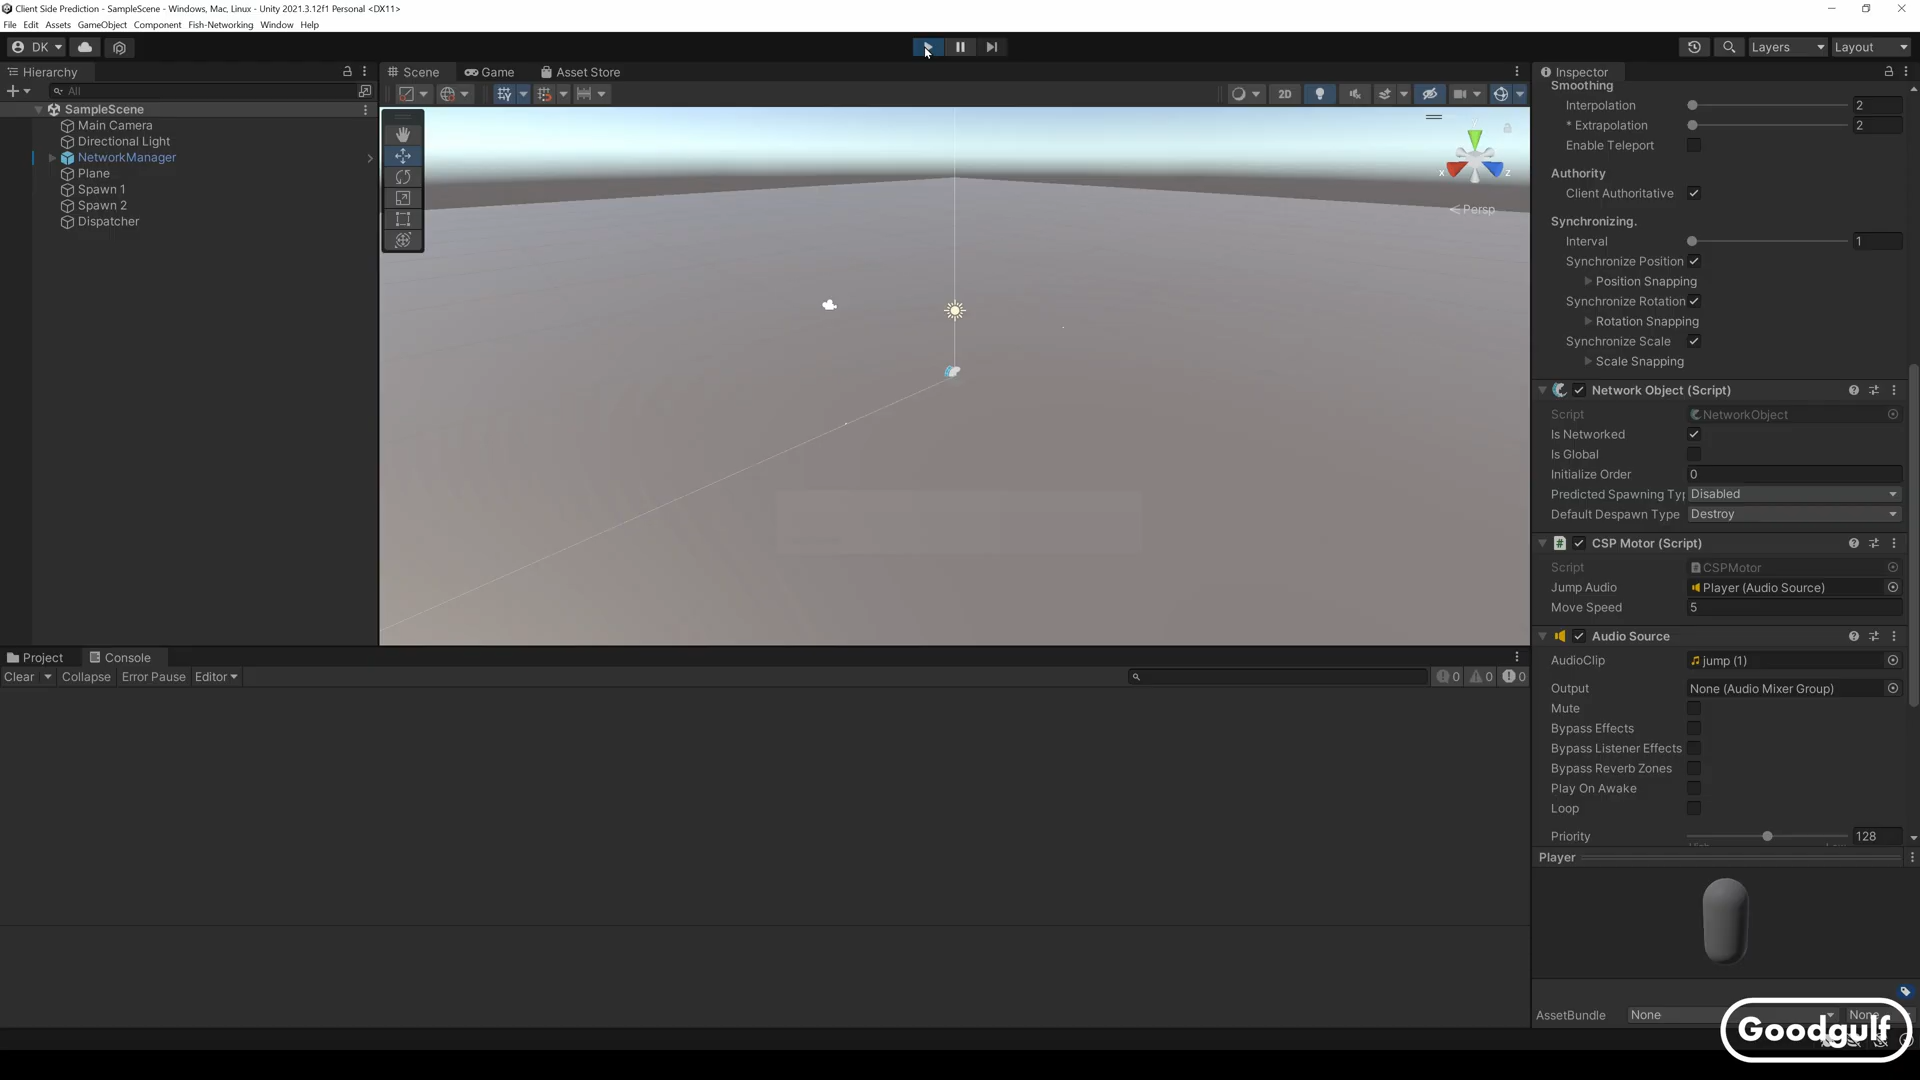 Client Side Prediction - SampleScene - Windows, Mac, Linux - Unity 2021.3.12f1 Personal <DX11>
File Edit Assets GameObject Component Fish-Networking Window Help
DK
Layers
Layout
Hierarchy
All
SampleScene
Main Camera
Directional Light
NetworkManager
Plane
Spawn 1
Spawn 2
Dispatcher
Scene
Game
Asset Store
2D
x
z
Persp
Project
Console
Clear
Collapse
Error Pause
Editor
0
0
0
Inspector
Smoothing
Interpolation 2
* Extrapolation 2
Enable Teleport
Authority
Client Authoritative
Synchronizing.
Interval 1
Synchronize Position
Position Snapping
Synchronize Rotation
Rotation Snapping
Synchronize Scale
Scale Snapping
Network Object (Script)
Script NetworkObject
Is Networked
Is Global
Initialize Order 0
Predicted Spawning Typ Disabled
Default Despawn Type Destroy
CSP Motor (Script)
Script CSPMotor
Jump Audio Player (Audio Source)
Move Speed 5
Audio Source
AudioClip jump (1)
Output None (Audio Mixer Group)
Mute
Bypass Effects
Bypass Listener Effects
Bypass Reverb Zones
Play On Awake
Loop
Priority 128
Player
AssetBundle None None
Goodgulf